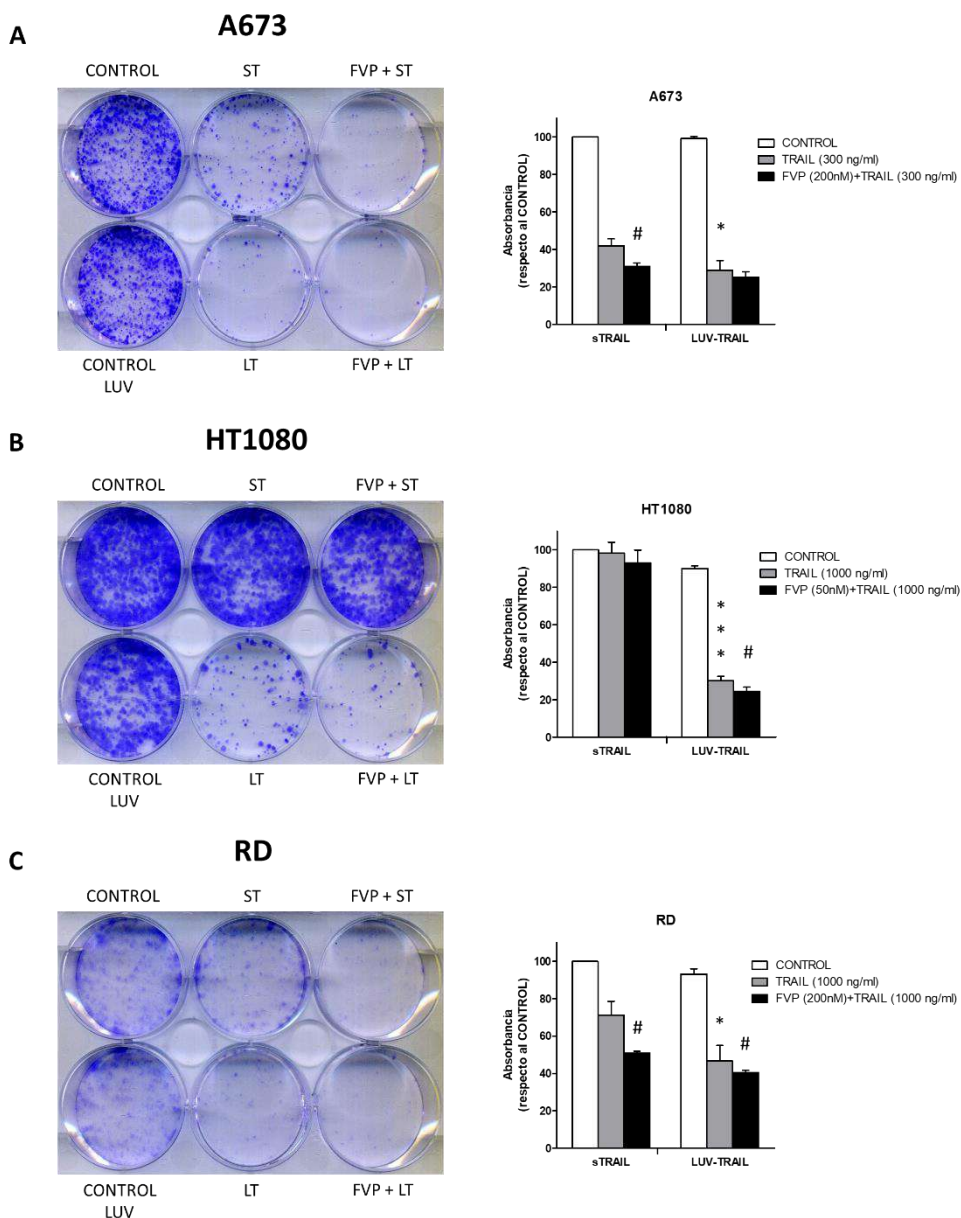 A
A673
CONTROL
ST
FVP + ST
CONTROL
LUV
LT
FVP + LT
A673
Absorbancia
(respecto al CONTROL)
100
80
60
40
20
0
#
*
sTRAIL
LUV-TRAIL
CONTROL
TRAIL (300 ng/ml)
FVP (200nM)+TRAIL (300 ng/ml)
B
HT1080
CONTROL
ST
FVP + ST
CONTROL
LUV
LT
FVP + LT
HT1080
Absorbancia
(respecto al CONTROL)
100
80
60
40
20
0
*
*
*
#
sTRAIL
LUV-TRAIL
CONTROL
TRAIL (1000 ng/ml)
FVP (50nM)+TRAIL (1000 ng/ml)
C
RD
CONTROL
ST
FVP + ST
CONTROL
LUV
LT
FVP + LT
RD
Absorbancia
(respecto al CONTROL)
100
80
60
40
20
0
#
*
#
sTRAIL
LUV-TRAIL
CONTROL
TRAIL (1000 ng/ml)
FVP (200nM)+TRAIL (1000 ng/ml)